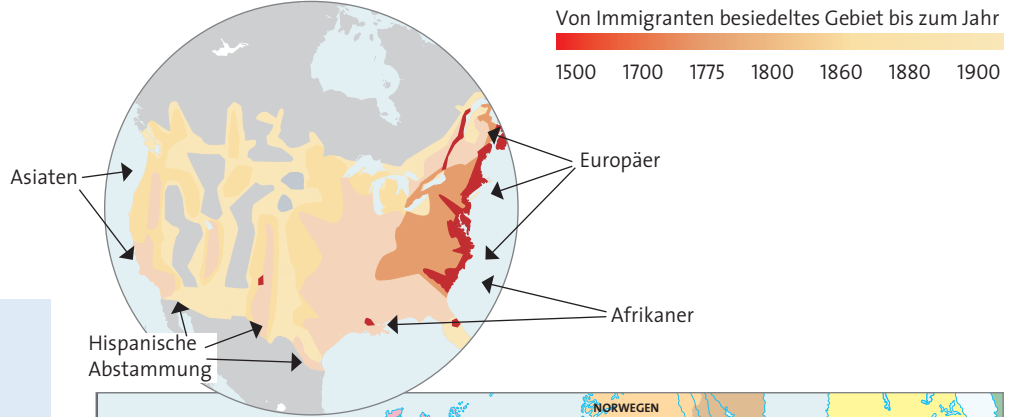 Von Immigranten besiedeltes Gebiet bis zum Jahr
1500 1700 1775 1800 1860 1880 1900
Europäer
Asiaten
Afrikaner
Hispanische
Abstammung
NORWEGEN